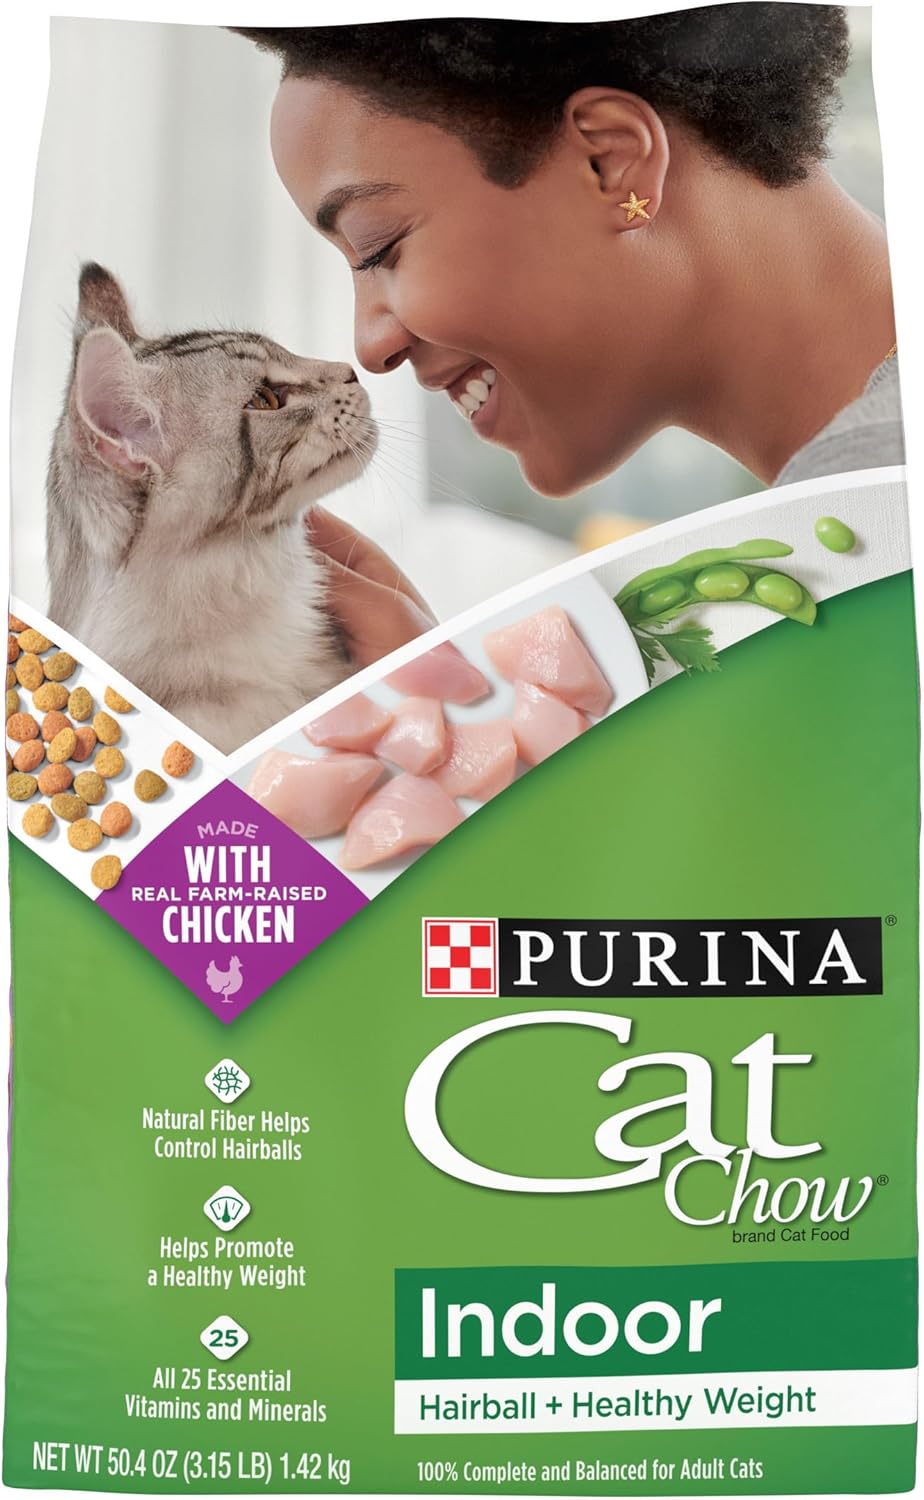 MADE
WITH
REAL FARM-RAISED
CHICKEN
PURINA®
Cat
Chow®
brand Cat Food
Natural Fiber Helps
Control Hairballs
Helps Promote
a Healthy Weight
25
All 25 Essential
Vitamins and Minerals
Indoor
Hairball + Healthy Weight
NET WT 50.4 OZ (3.15 LB) 1.42 kg
100% Complete and Balanced for Adult Cats